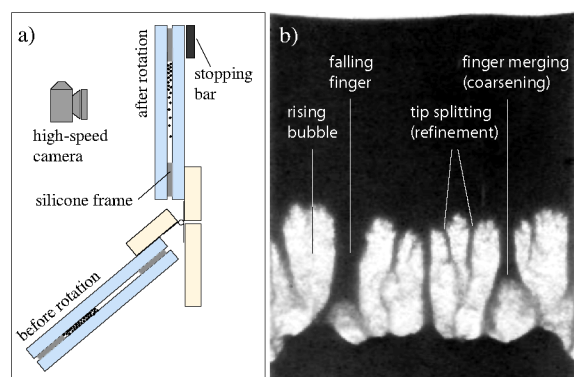 a)
after rotation
stopping
bar
high-speed
camera
silicone frame
before rotation
b)
falling
finger
finger merging
(coarsening)
rising
bubble
tip splitting
(refinement)